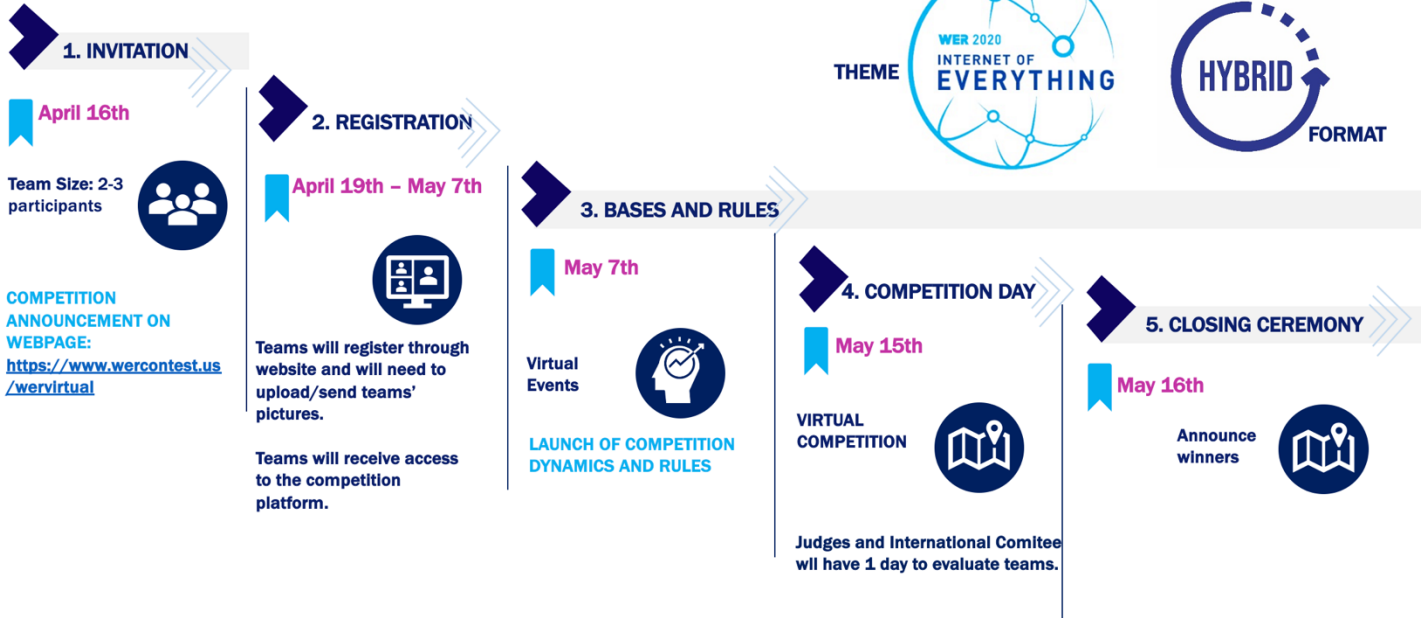 1. INVITATION
April 16th
Team Size: 2-3
participants
COMPETITION
ANNOUNCEMENT ON
WEBPAGE:
https://www.wercontest.us
/wervirtual
2. REGISTRATION
April 19th – May 7th
Teams will register through
website and will need to
upload/send teams'
pictures.
Teams will receive access
to the competition
platform.
3. BASES AND RULES
May 7th
Virtual
Events
LAUNCH OF COMPETITION
DYNAMICS AND RULES
4. COMPETITION DAY
May 15th
VIRTUAL
COMPETITION
Judges and International Comitee
wll have 1 day to evaluate teams.
5. CLOSING CEREMONY
May 16th
Announce
winners
THEME
WER 2020
INTERNET OF
EVERYTHING
HYBRID
FORMAT